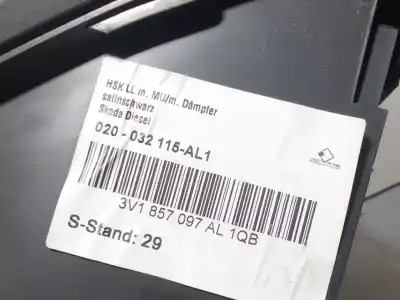 HSK LL m. MU/m. Dämpfer
satinschwarz
Skoda Diesel
020 - 032 115-AL1
3V1 857 097 AL 1QB
S-Stand: 29